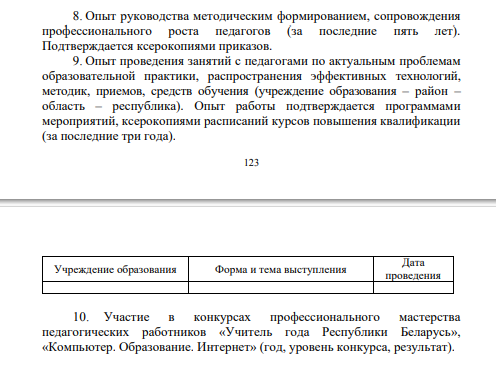 8. Опыт руководства методическим формированием, сопровождения
профессионального роста педагогов (за последние пять лет).
Подтверждается ксерокопиями приказов.
9. Опыт проведения занятий с педагогами по актуальным проблемам
образовательной практики, распространения эффективных технологий,
методик, приемов, средств обучения (учреждение образования – район –
область – республика). Опыт работы подтверждается программами
мероприятий, ксерокопиями расписаний курсов повышения квалификации
(за последние три года).
123
Учреждение образования Форма и тема выступления Дата
проведения
10. Участие в конкурсах профессионального мастерства
педагогических работников «Учитель года Республики Беларусь»,
«Компьютер. Образование. Интернет» (год, уровень конкурса, результат).